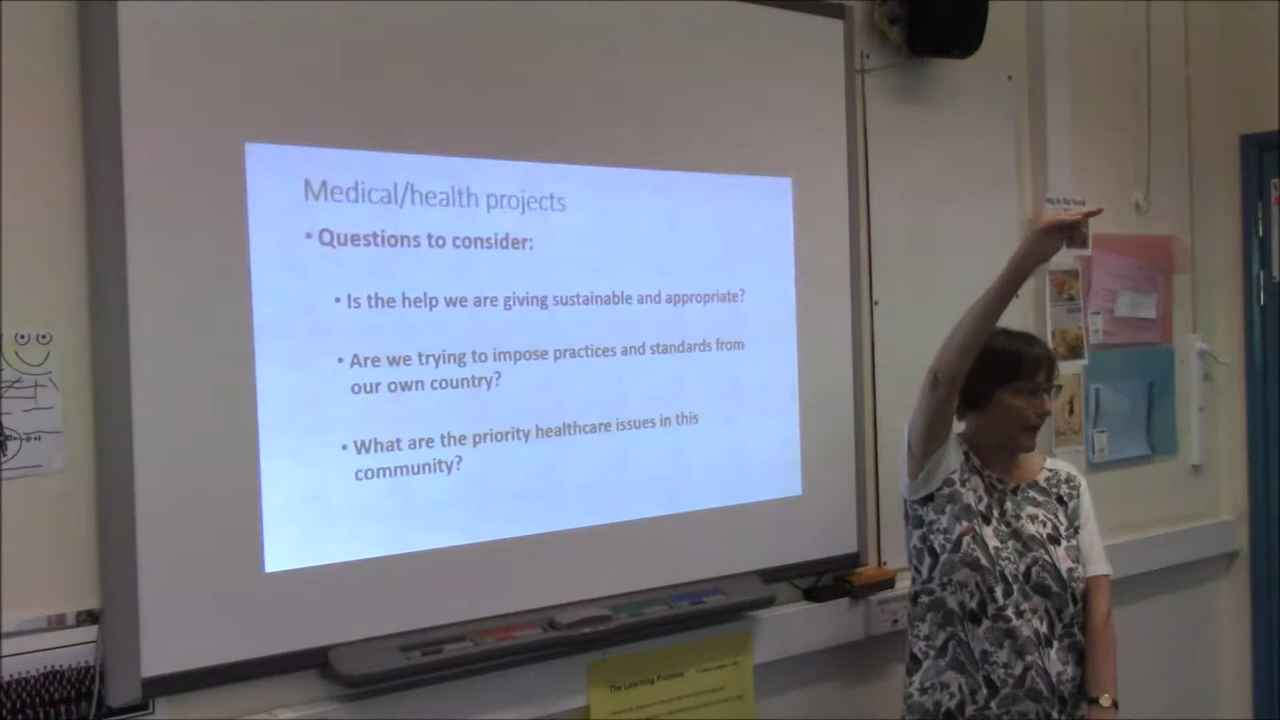 Medical/health projects
• Questions to consider:
• Is the help we are giving sustainable and appropriate?
• Are we trying to impose practices and standards from
our own country?
• What are the priority healthcare issues in this
community?
The Learning